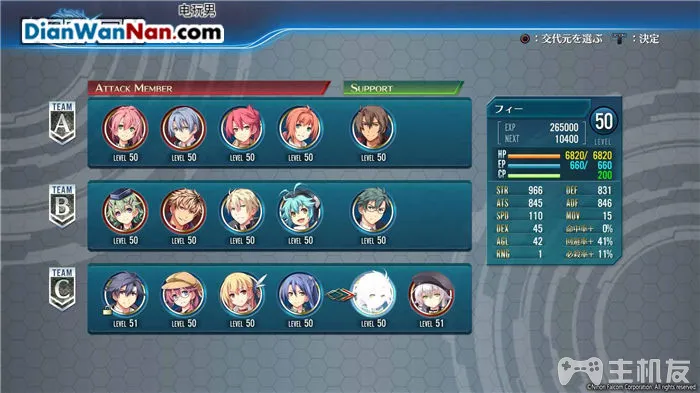 电玩男
DianWanNan.com
:交代元を選ぶ :決定
ATTACK MEMBER SUPPORT
TEAM
A
LEVEL 50 LEVEL 50 LEVEL 50 LEVEL 50 LEVEL 50
TEAM
B
LEVEL 50 LEVEL 50 LEVEL 50 LEVEL 50 LEVEL 50
TEAM
C
LEVEL 51 LEVEL 50 LEVEL 50 LEVEL 50 LEVEL 50 LEVEL 51
フィー
EXP 265000
NEXT 10400
50
LEVEL
HP 6820/ 6820
EP 660/ 660
CP 200
STR 966 DEF 831
ATS 845 ADF 846
SPD 110 MOV 15
DEX 45 命中率+ 0%
AGL 42 回避率+ 41%
RNG 1 必殺率+ 11%
主机友
©Nihon Falcom Corporation. All rights reserved.